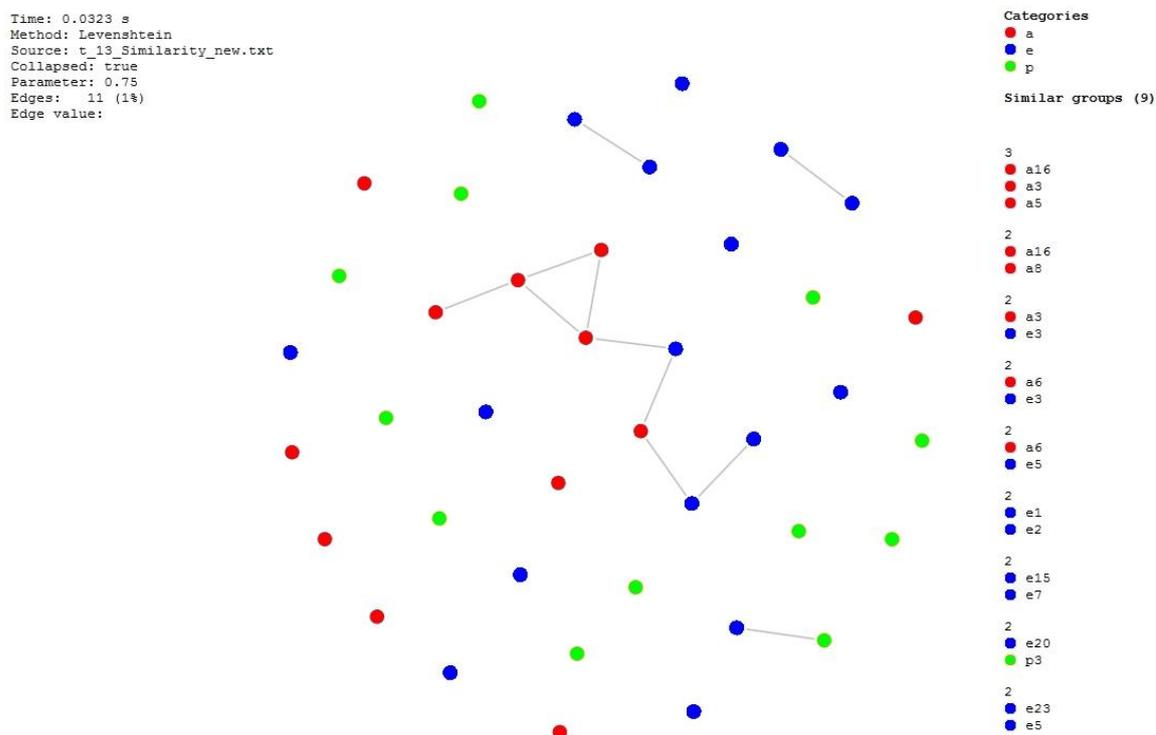 Time: 0.0323 s
Method: Levenshtein
Source: t_13_Similarity_new.txt
Collapsed: true
Parameter: 0.75
Edges:   11 (1%)
Edge value:
Categories
a
e
p
Similar groups (9)
3
a16
a3
a5
2
a16
a8
2
a3
e3
2
a6
e3
2
a6
e5
2
e1
e2
2
e15
e7
2
e20
p3
2
e23
e5